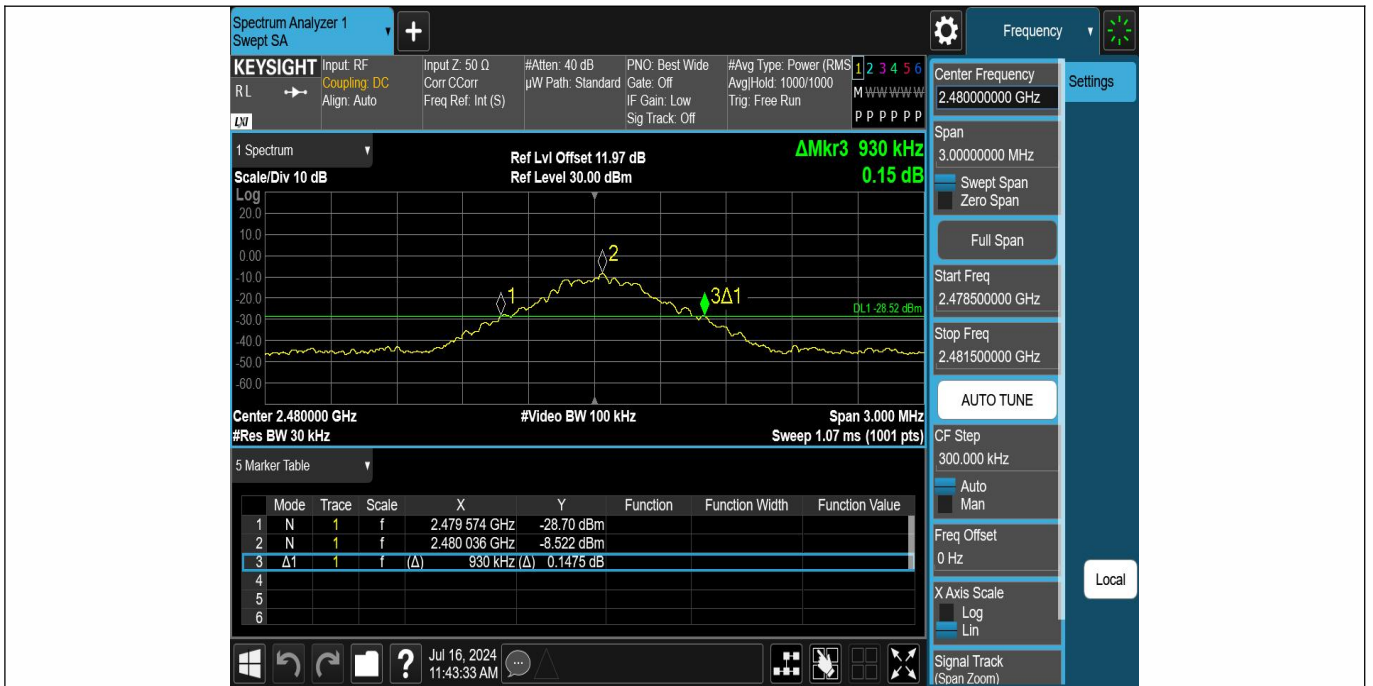 Spectrum Analyzer 1
Swept SA
+
Frequency
KEYSIGHT
RL
LXI
Input: RF
Coupling: DC
Align: Auto
Input Z: 50 Ω
Corr CCorr
Freq Ref: Int (S)
#Atten: 40 dB
µW Path: Standard
PNO: Best Wide
Gate: Off
IF Gain: Low
Sig Track: Off
#Avg Type: Power (RMS
Avg|Hold: 1000/1000
Trig: Free Run
1 2 3 4 5 6
M W W W W W
P P P P P P
1 Spectrum
Scale/Div 10 dB
Ref Lvl Offset 11.97 dB
Ref Level 30.00 dBm
ΔMkr3 930 kHz
0.15 dB
Log
20.0
10.0
0.00
-10.0
-20.0
-30.0
-40.0
-50.0
-60.0
1
2
3Δ1
DL1 -28.52 dBm
Center 2.480000 GHz
#Video BW 100 kHz
Span 3.000 MHz
#Res BW 30 kHz
Sweep 1.07 ms (1001 pts)
5 Marker Table
Mode Trace Scale X Y Function Function Width Function Value
1 N 1 f 2.479 574 GHz -28.70 dBm
2 N 1 f 2.480 036 GHz -8.522 dBm
3 Δ1 1 f (Δ) 930 kHz (Δ) 0.1475 dB
4
5
6
?
Jul 16, 2024
11:43:33 AM
Center Frequency
2.480000000 GHz
Settings
Span
3.00000000 MHz
Swept Span
Zero Span
Full Span
Start Freq
2.478500000 GHz
Stop Freq
2.481500000 GHz
AUTO TUNE
CF Step
300.000 kHz
Auto
Man
Freq Offset
0 Hz
Local
X Axis Scale
Log
Lin
Signal Track
(Span Zoom)